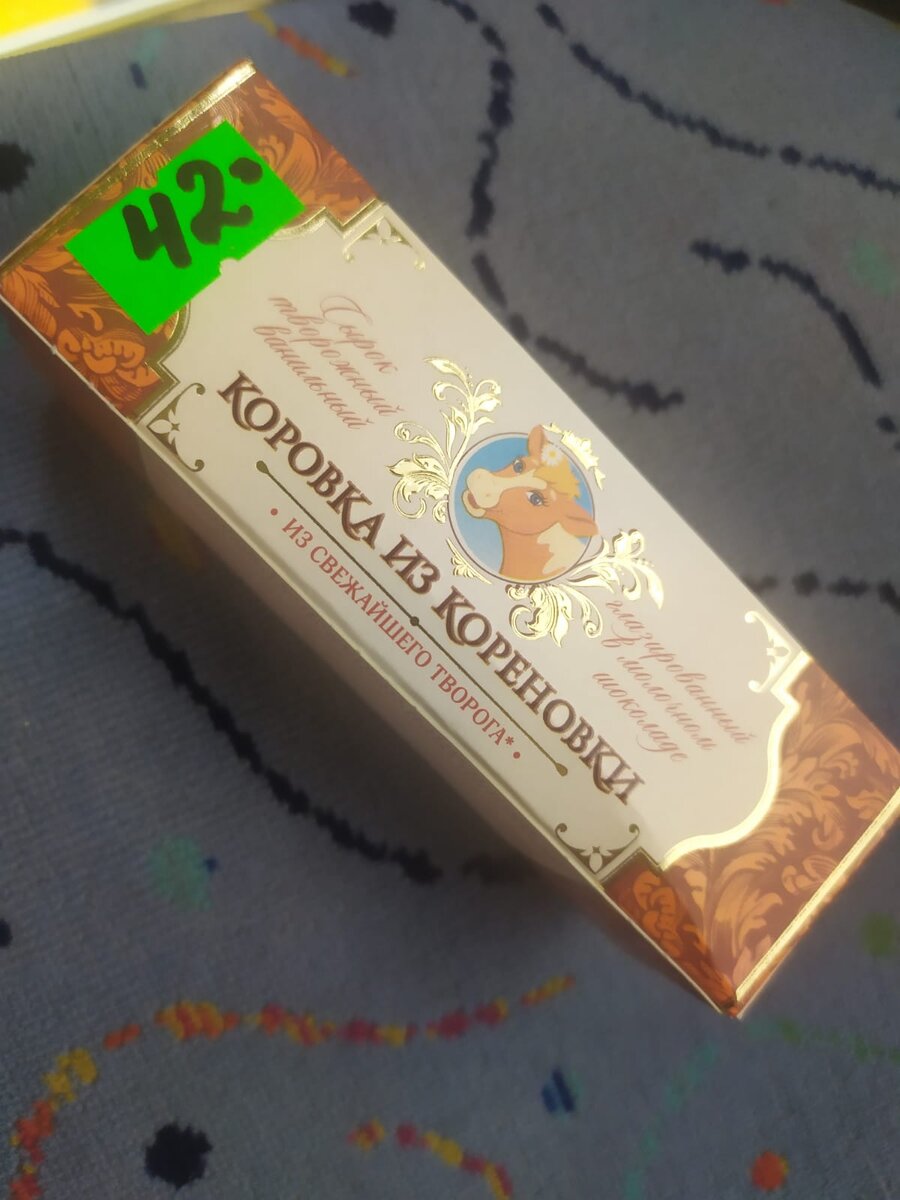 42-
Сырок
творожный
ванильный
КОРОВКА ИЗ КОРЕНОВКИ
• ИЗ СВЕЖАЙШЕГО ТВОРОГА* •
глазированный
в молочном
шоколаде